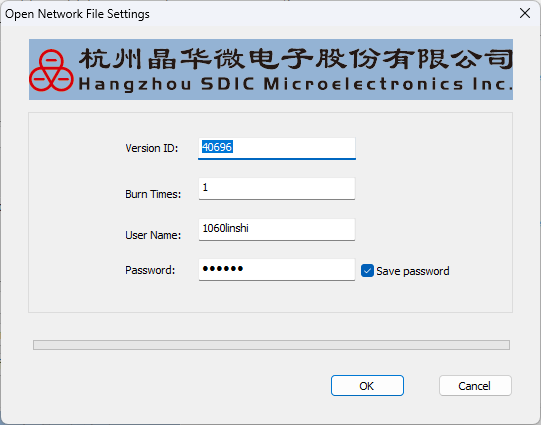 Open Network File Settings
杭州晶华微电子股份有限公司
Hangzhou SDIC Microelectronics Inc.
Version ID: 40696
Burn Times: 1
User Name: 1060linshi
Password: ●●●●●● Save password
OK Cancel